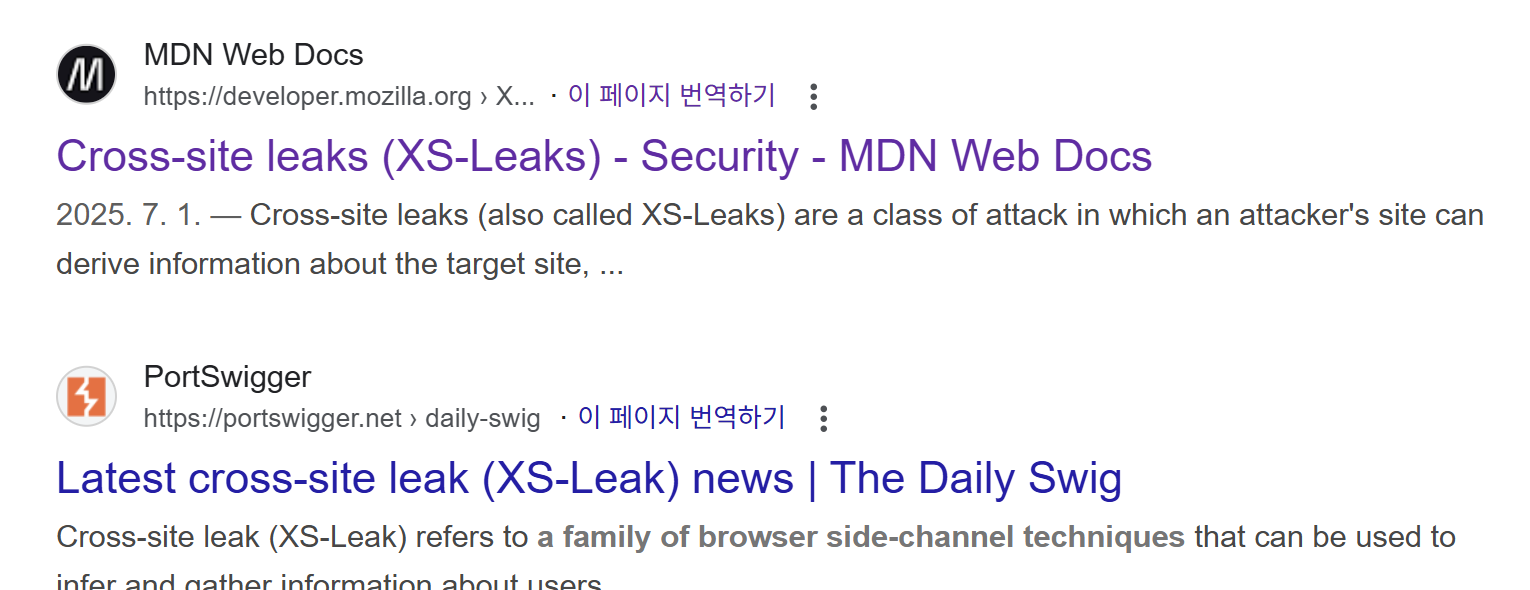 MDN Web Docs
https://developer.mozilla.org › X... · 이 페이지 번역하기
Cross-site leaks (XS-Leaks) - Security - MDN Web Docs
2025. 7. 1. — Cross-site leaks (also called XS-Leaks) are a class of attack in which an attacker's site can
derive information about the target site, ...
PortSwigger
https://portswigger.net › daily-swig · 이 페이지 번역하기
Latest cross-site leak (XS-Leak) news | The Daily Swig
Cross-site leak (XS-Leak) refers to a family of browser side-channel techniques that can be used to
infer and gather information about users